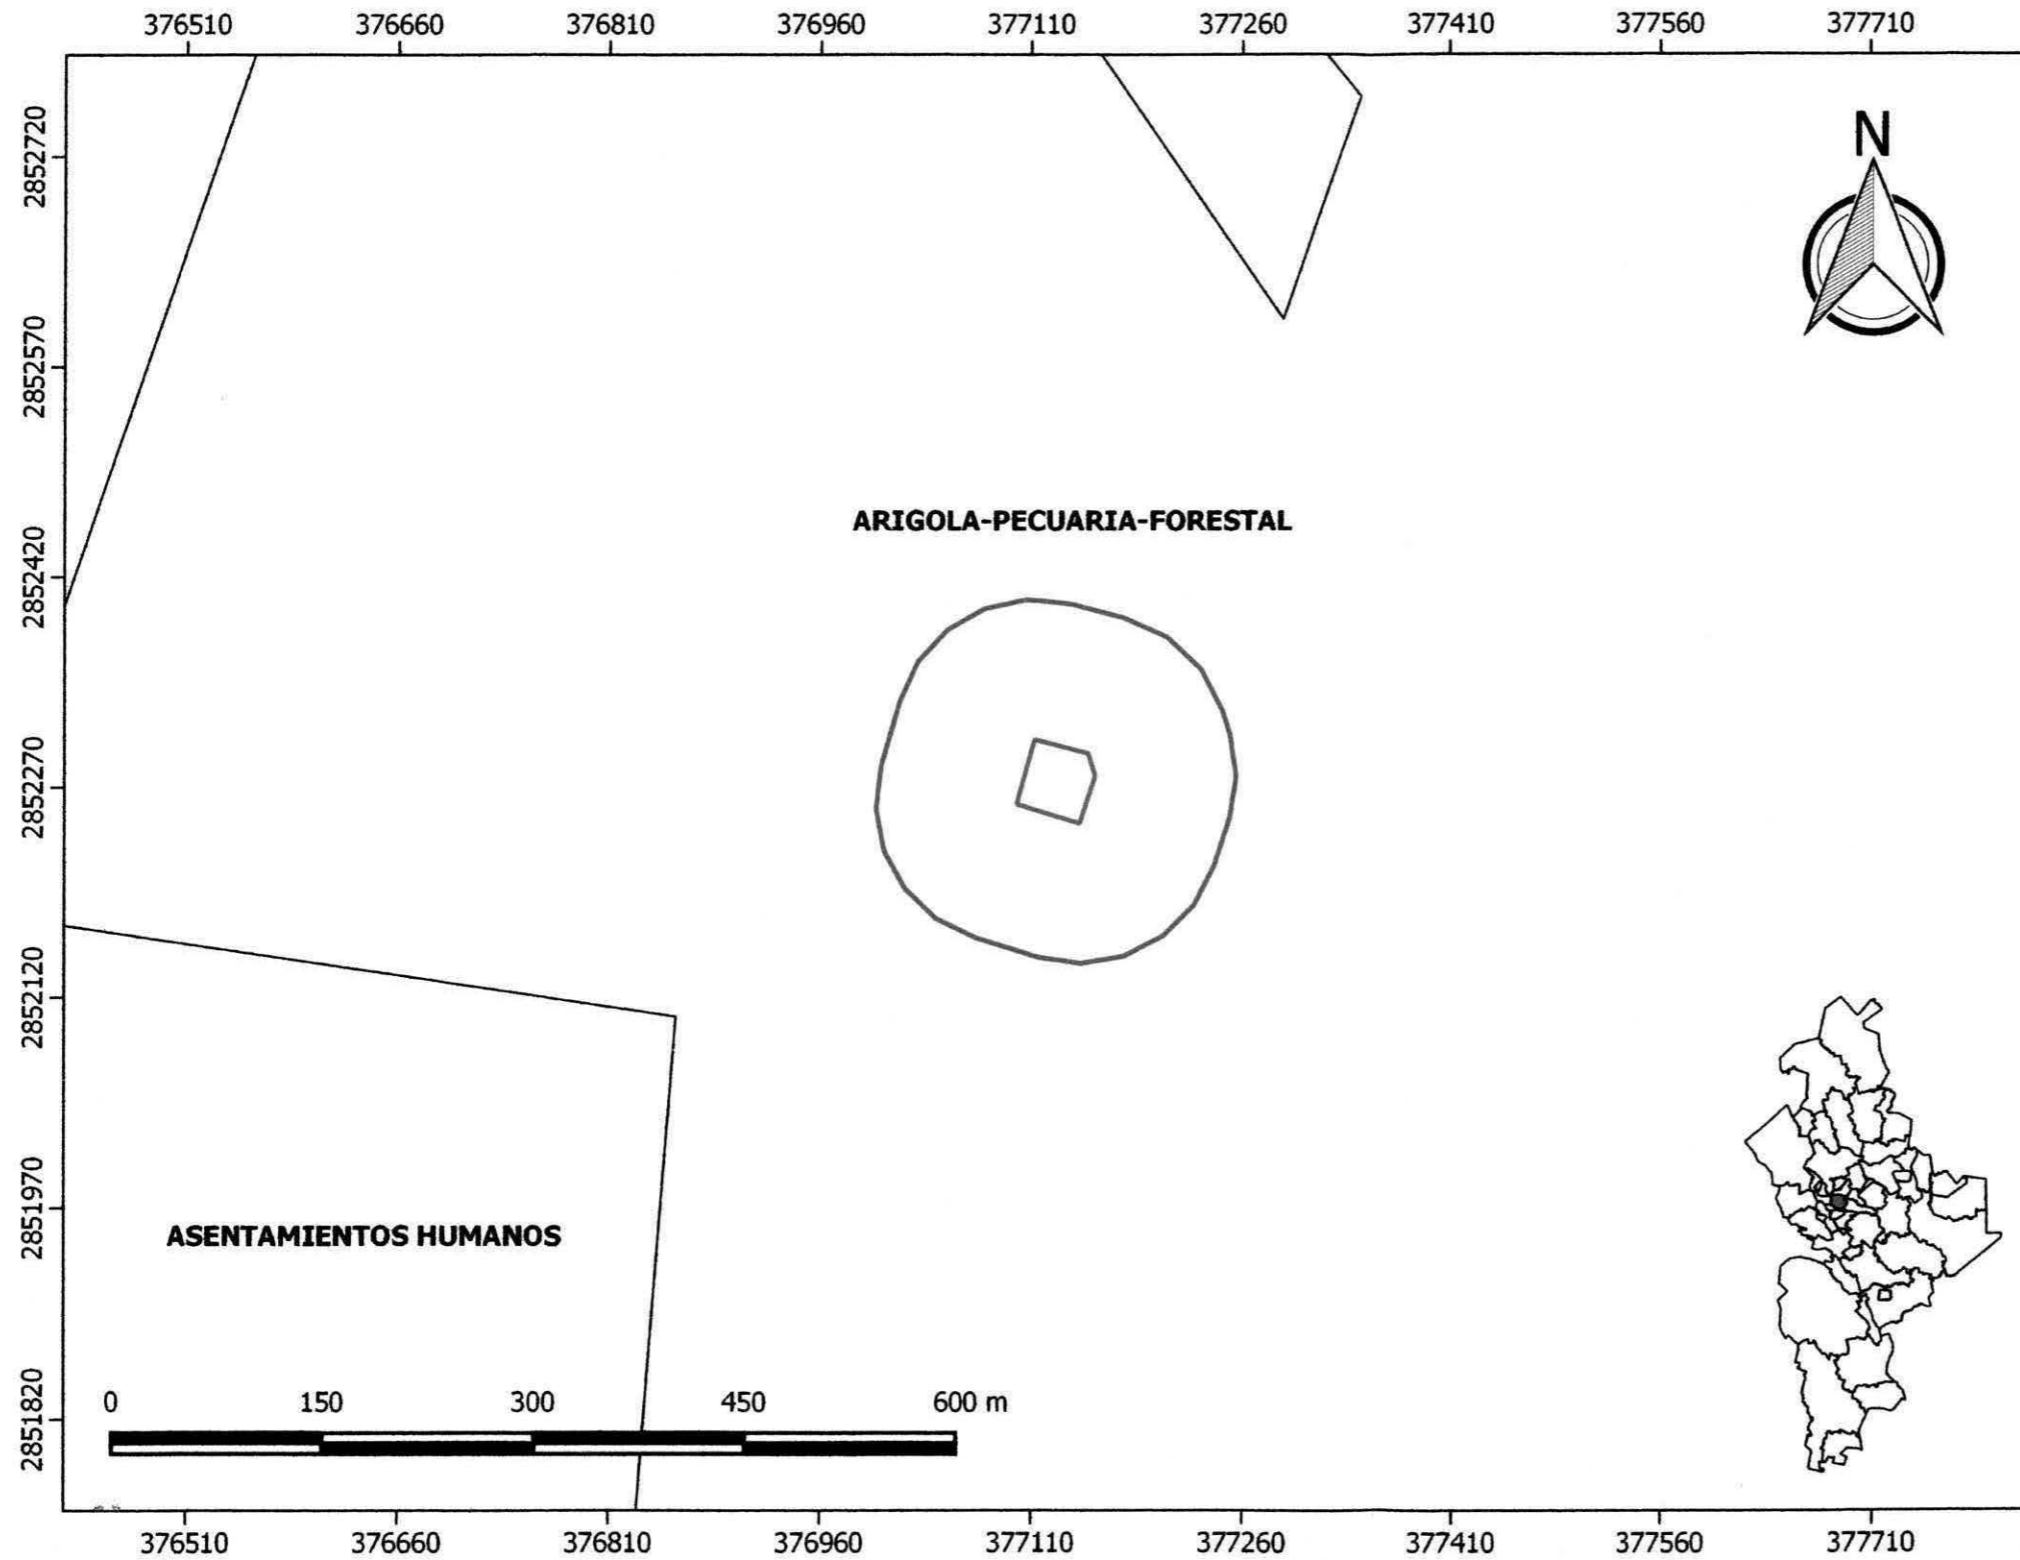 376510 376660 376810 376960 377110 377260 377410 377560 377710
N
2852720
2852570
2852420
2852270
2852120
2851970
2851820
ARIGOLA-PECUARIA-FORESTAL
ASENTAMIENTOS HUMANOS
0 150 300 450 600 m
376510 376660 376810 376960 377110 377260 377410 377560 377710